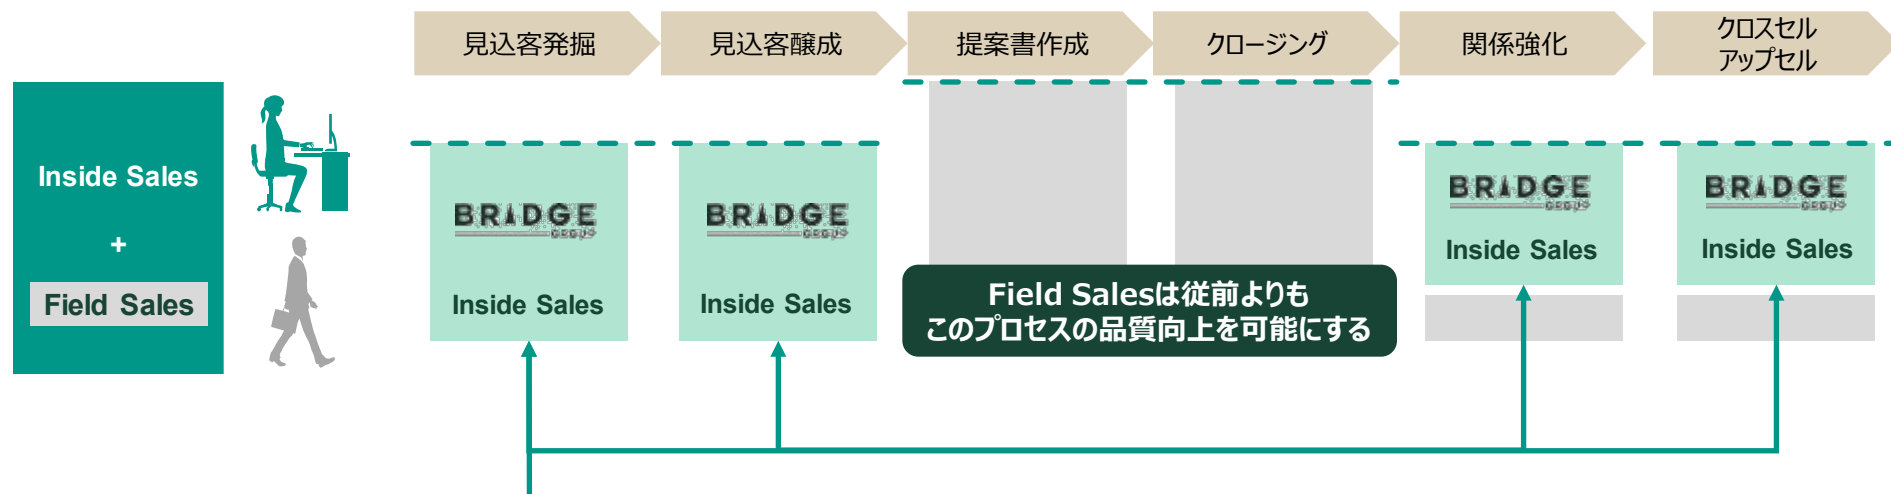 見込客発掘
見込客醸成
提案書作成
クロージング
関係強化
クロスセル
アップセル
Inside Sales
+
Field Sales
BRIDGE
GROUP
Inside Sales
BRIDGE
GROUP
Inside Sales
Field Salesは従前よりも
このプロセスの品質向上を可能にする
BRIDGE
GROUP
Inside Sales
BRIDGE
GROUP
Inside Sales